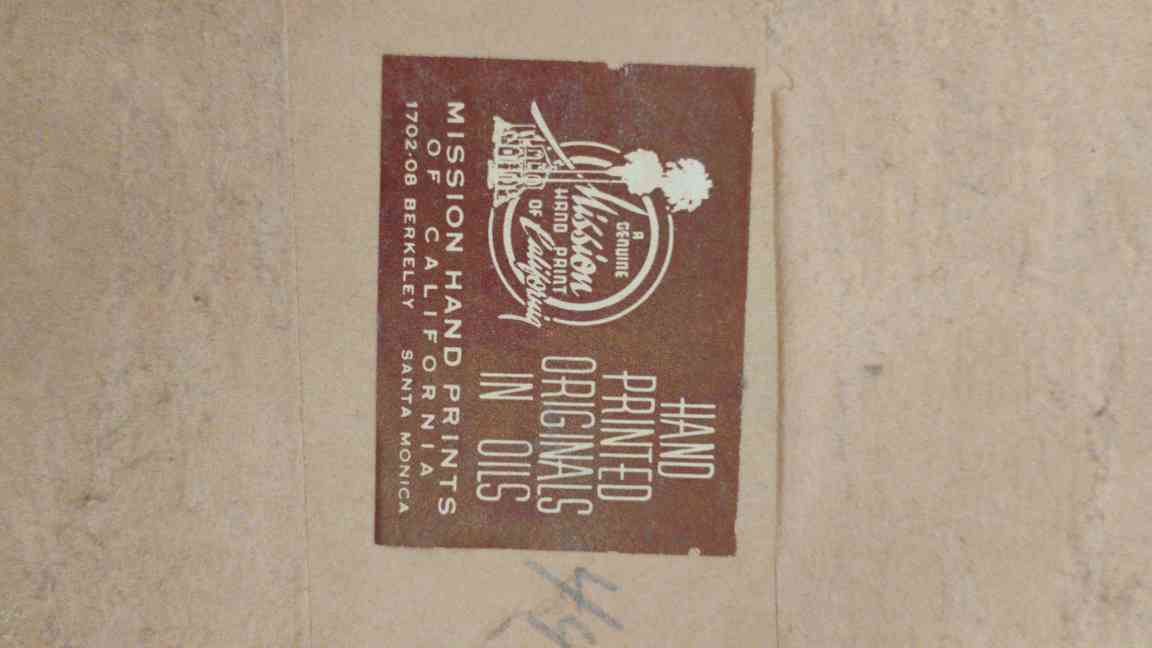 A
GENUINE
Mission
HAND PRINT
OF California
HAND
PRINTED
ORIGINALS
IN OILS
MISSION HAND PRINTS
OF CALIFORNIA
1702-08 BERKELEY SANTA MONICA